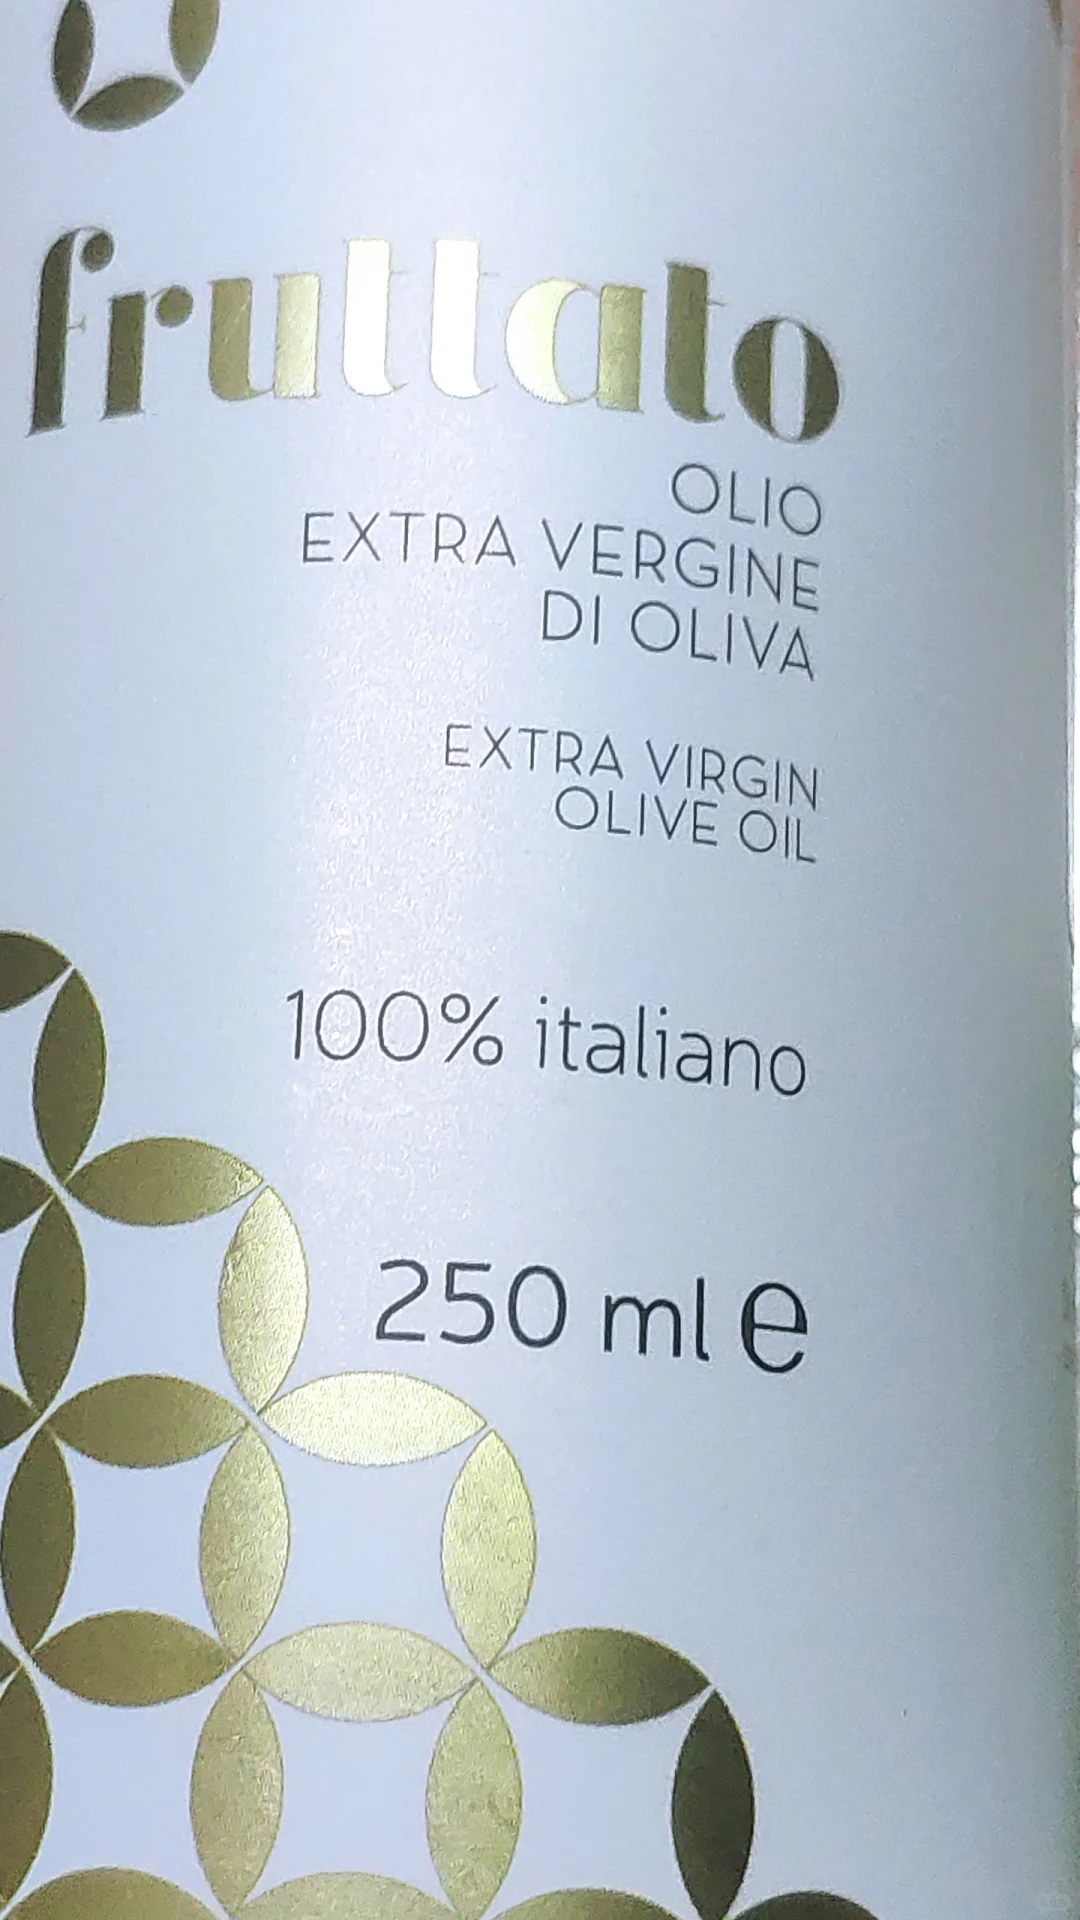 fruttato
OLIO
EXTRA VERGINE
DI OLIVA
EXTRA VIRGIN
OLIVE OIL
100% italiano
250 ml e